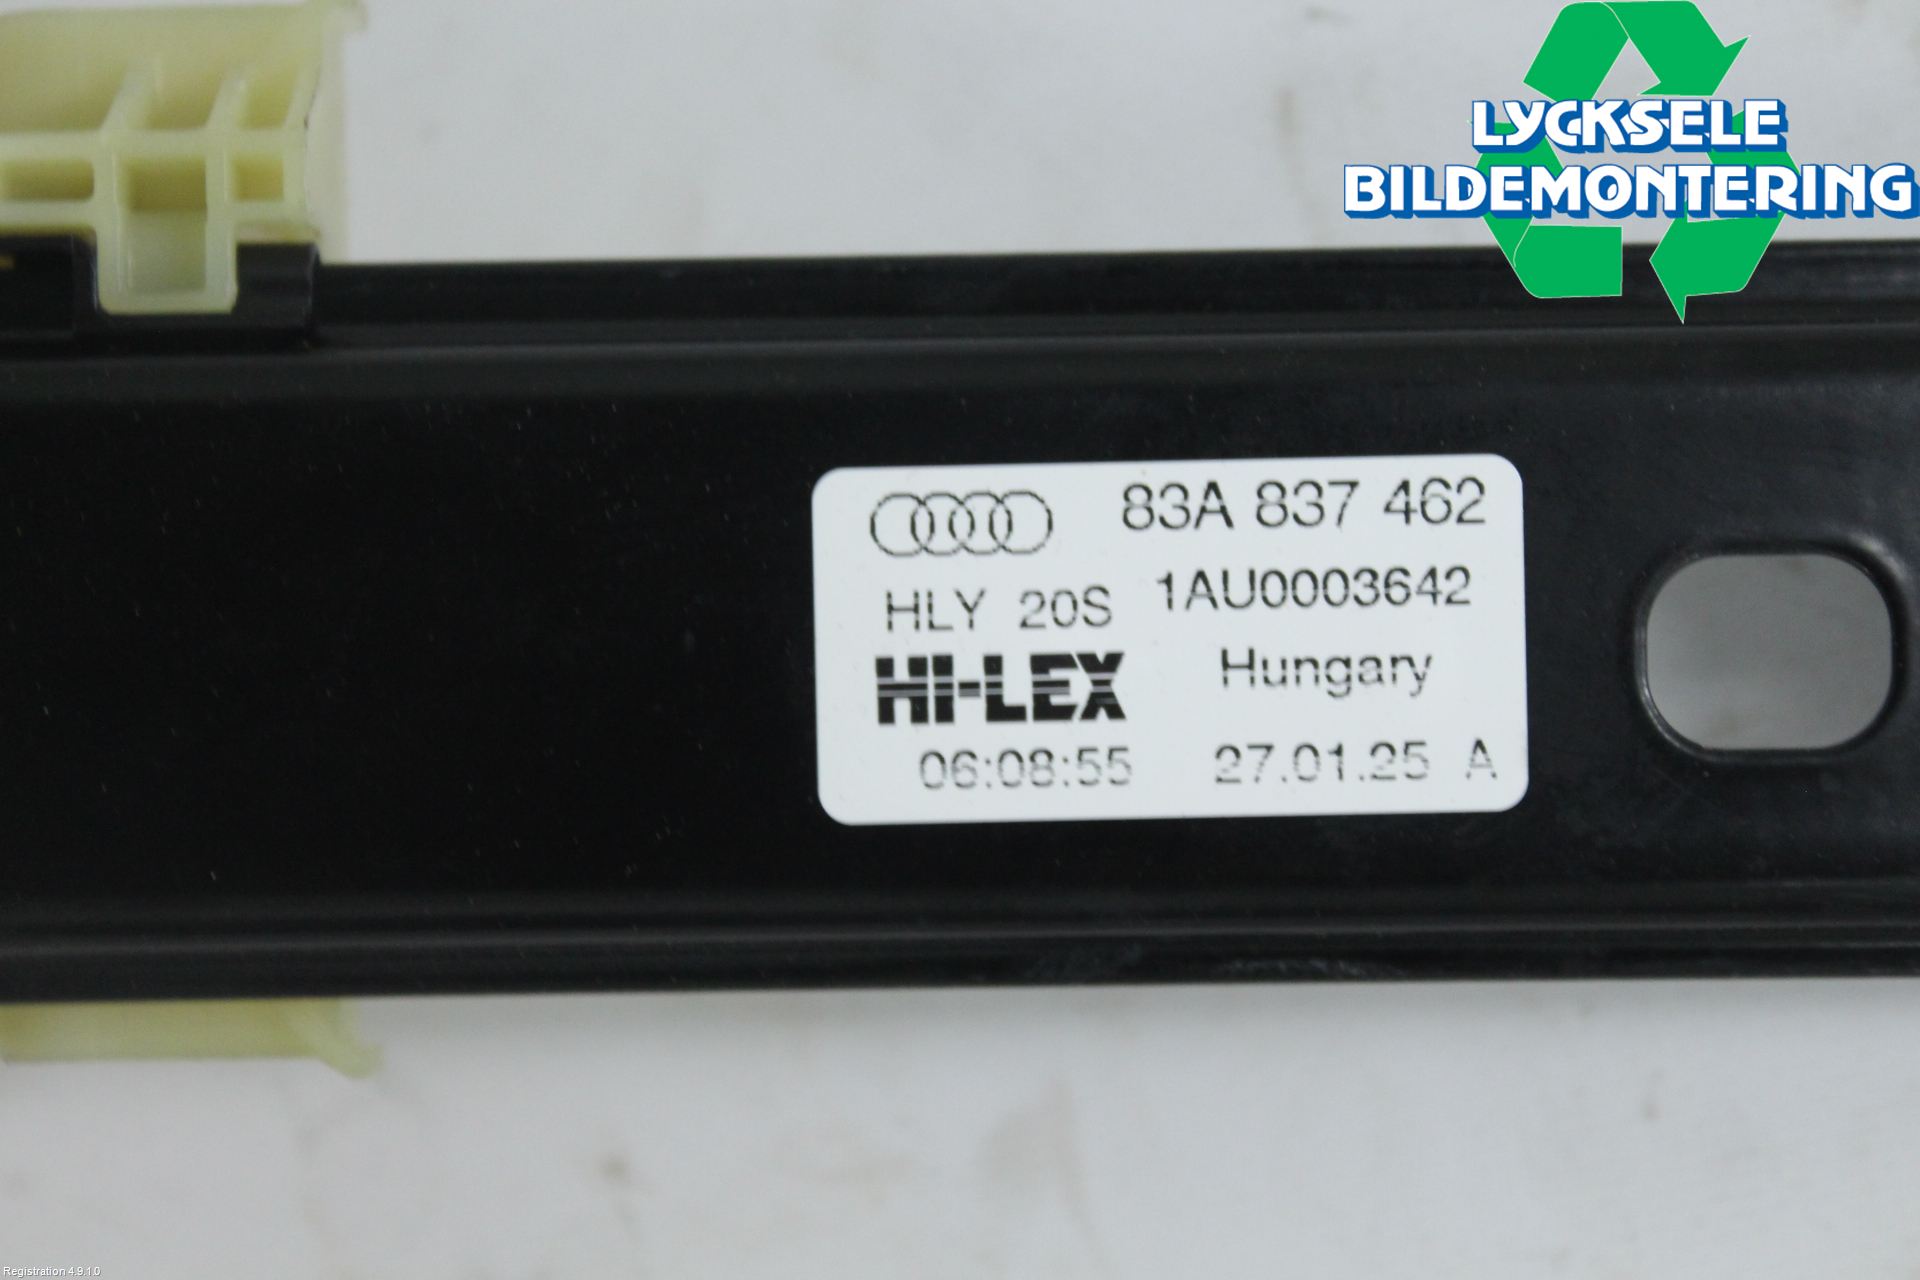 LYCKSELE
BILDEMONTERING
83A 837 462
HLY 20S 1AU0003642
HI-LEX Hungary
06:08:55 27.01.25 A
Registration 4.9.1.0